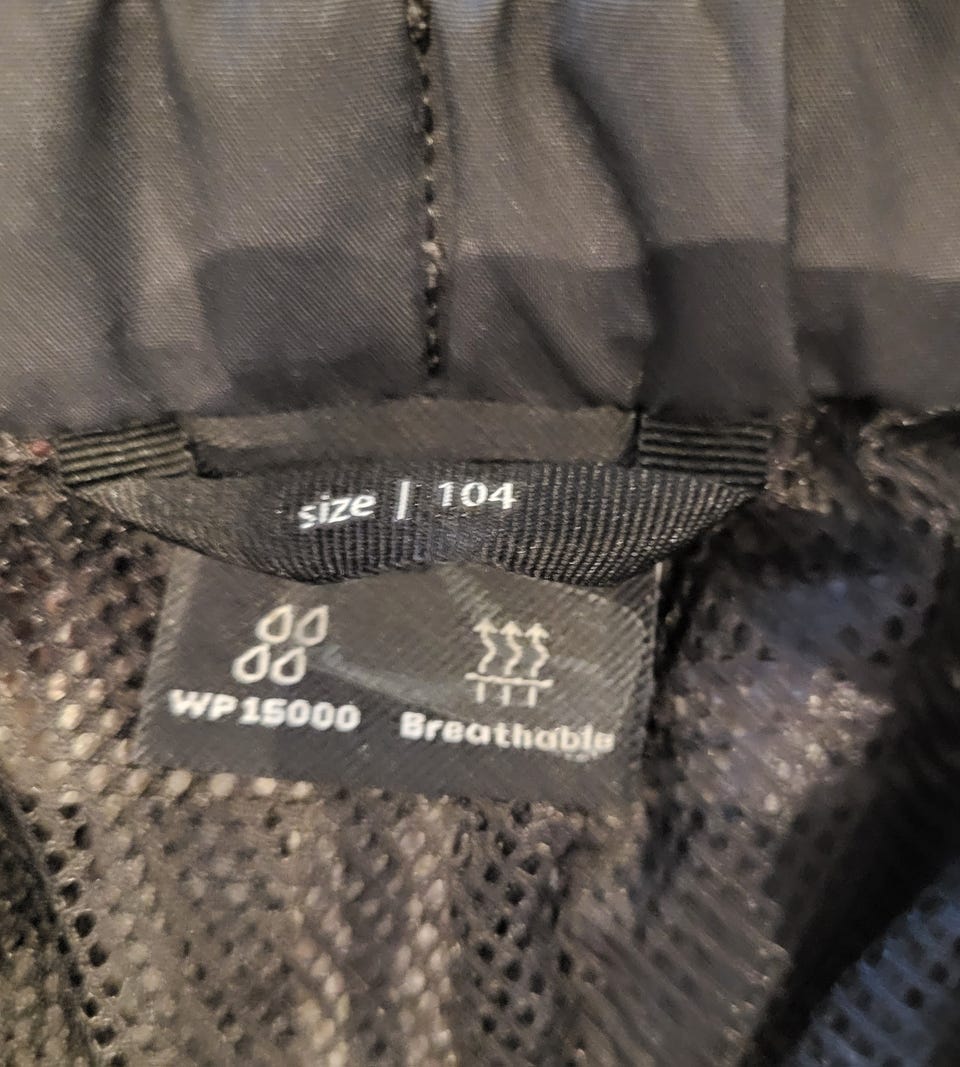 size | 104
WP15000
Breathable